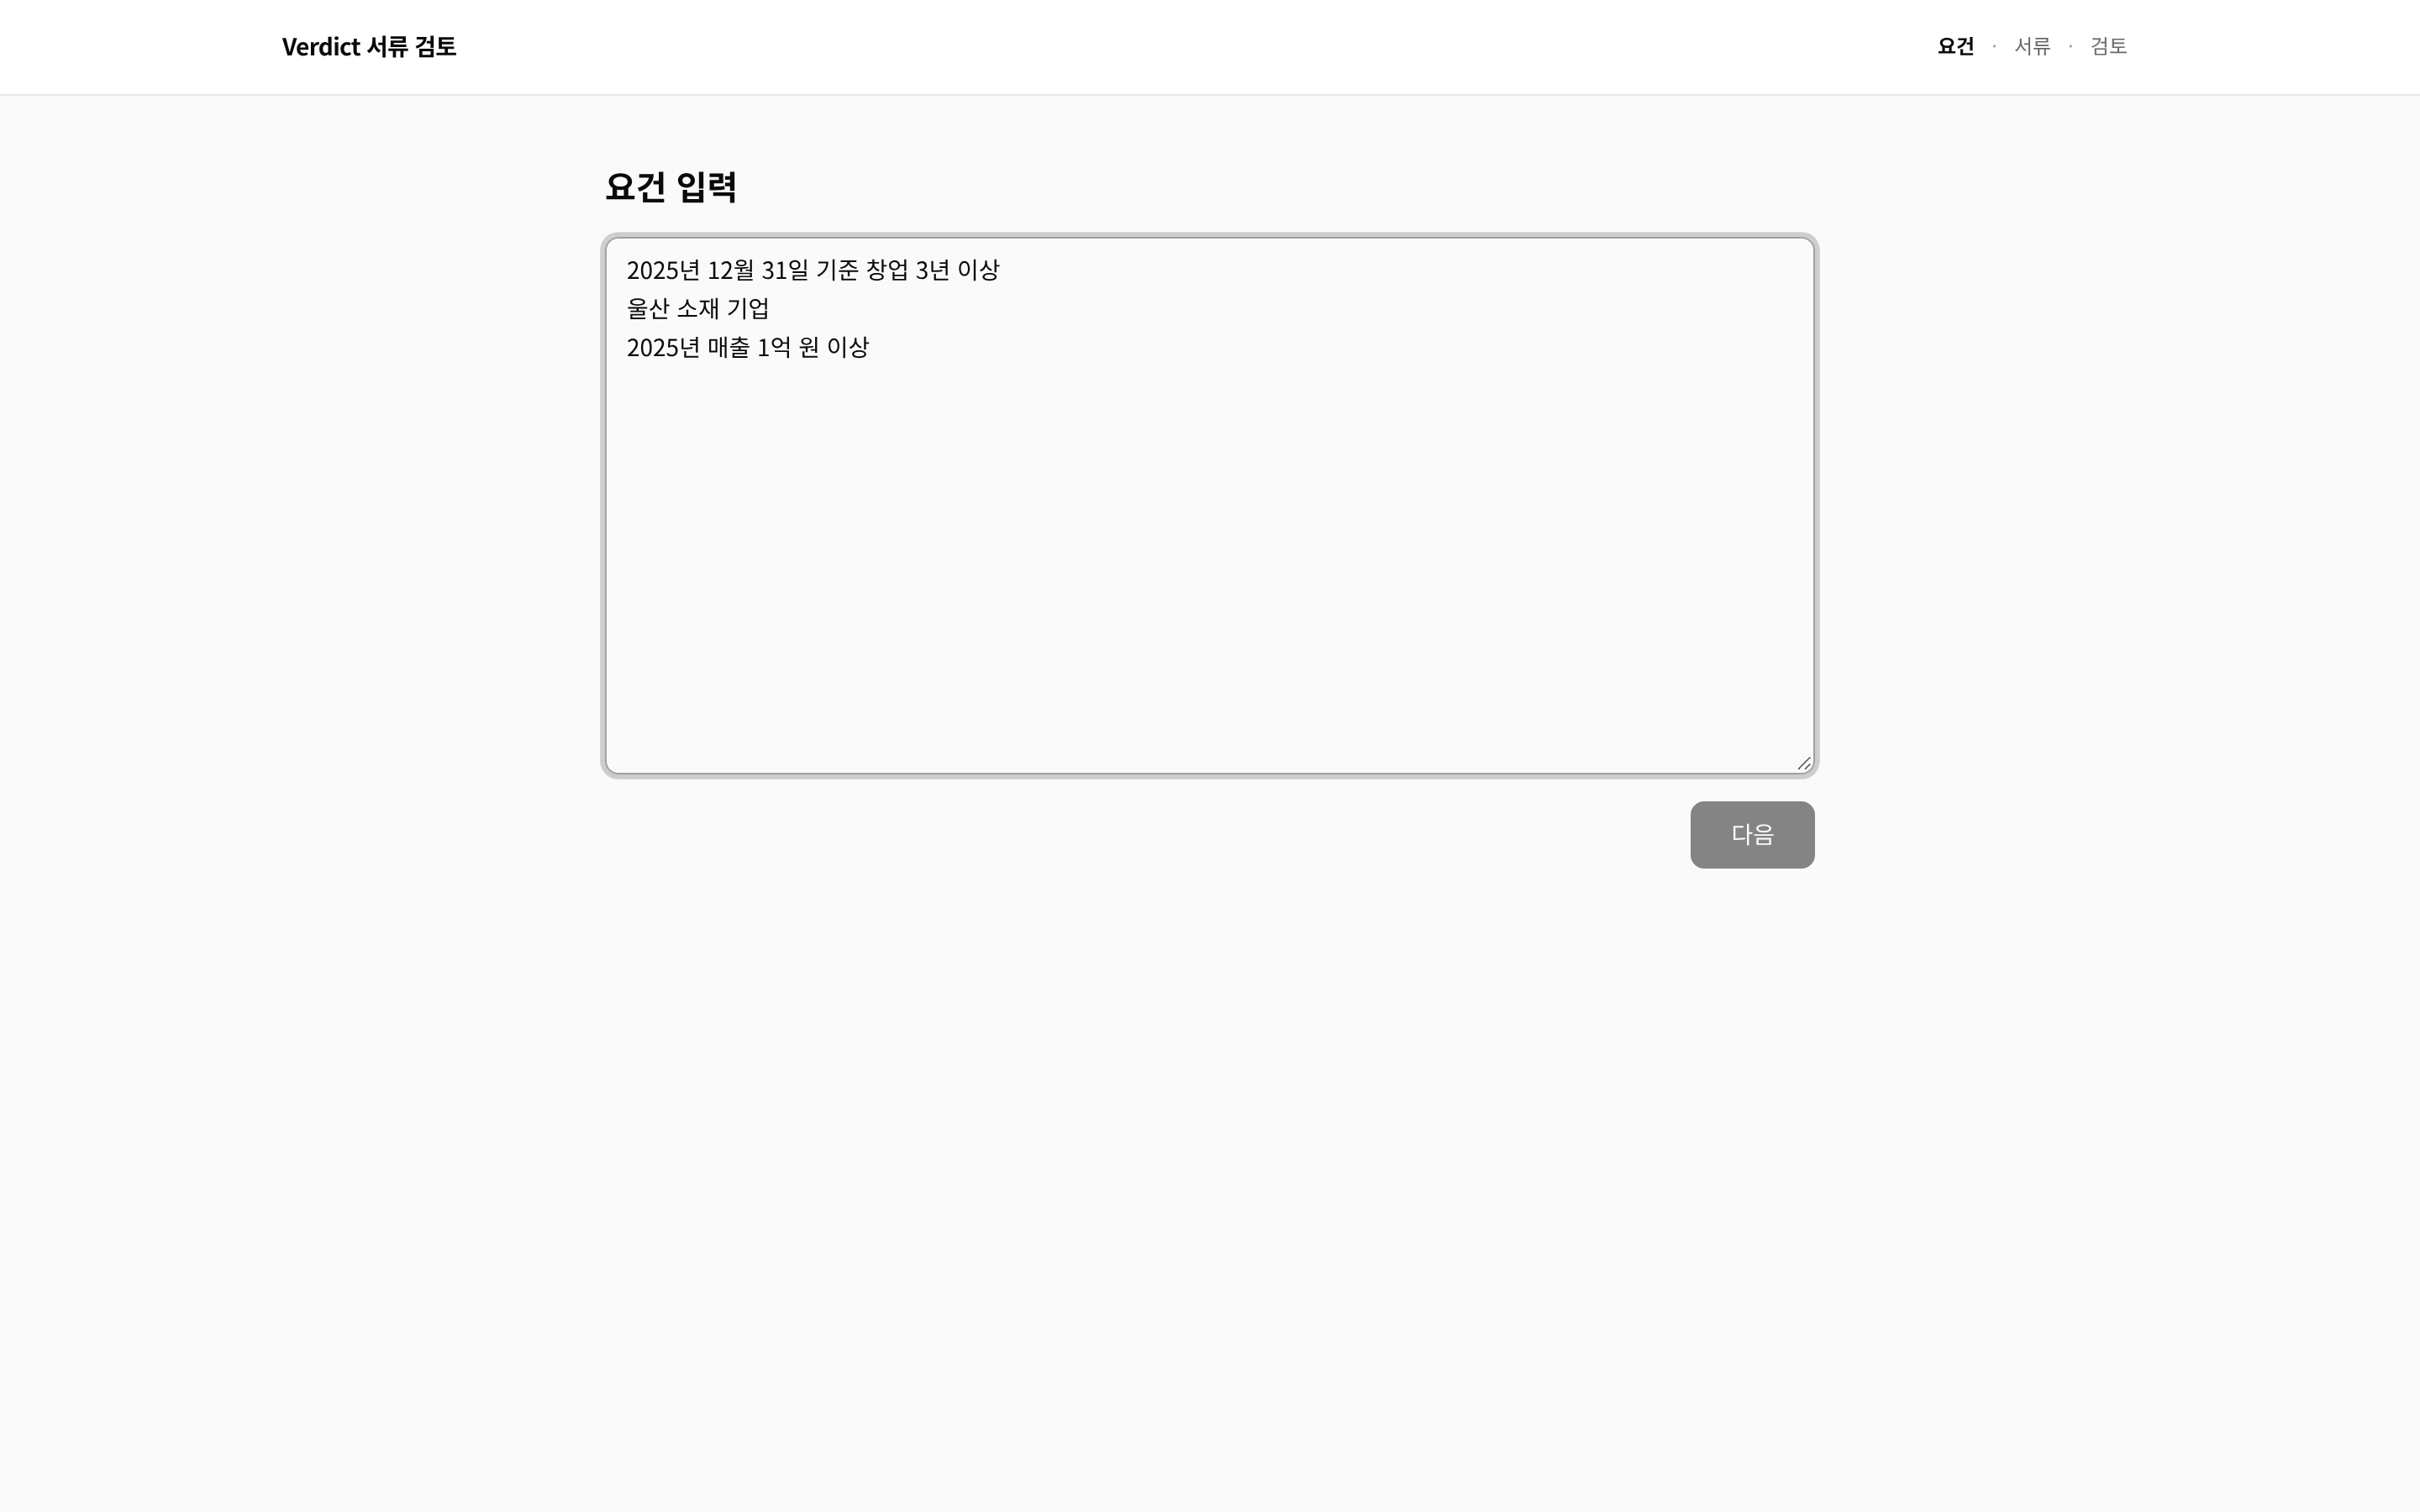 Verdict 서류 검토
요건 · 서류 · 검토
요건 입력
2025년 12월 31일 기준 창업 3년 이상
울산 소재 기업
2025년 매출 1억 원 이상
다음